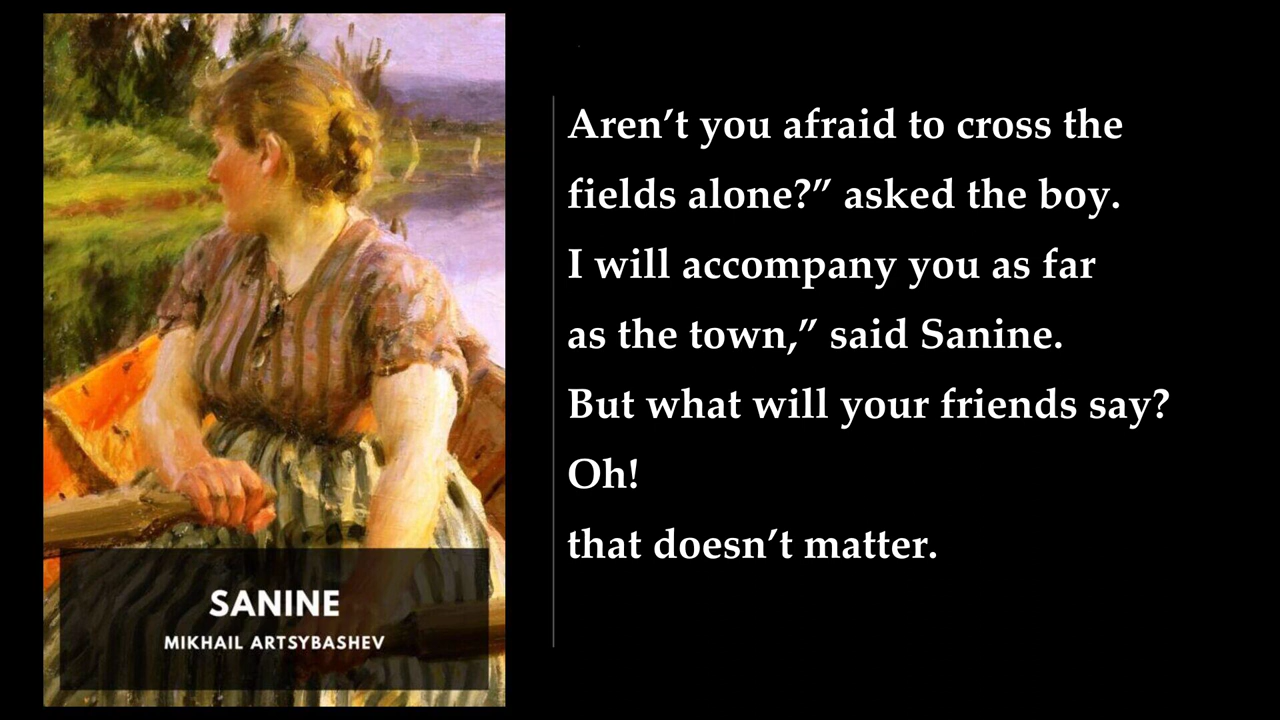 Aren’t you afraid to cross the
fields alone?” asked the boy.
I will accompany you as far
as the town,” said Sanine.
But what will your friends say?
Oh!
that doesn’t matter.
SANINE
MIKHAIL ARTSYBASHEV